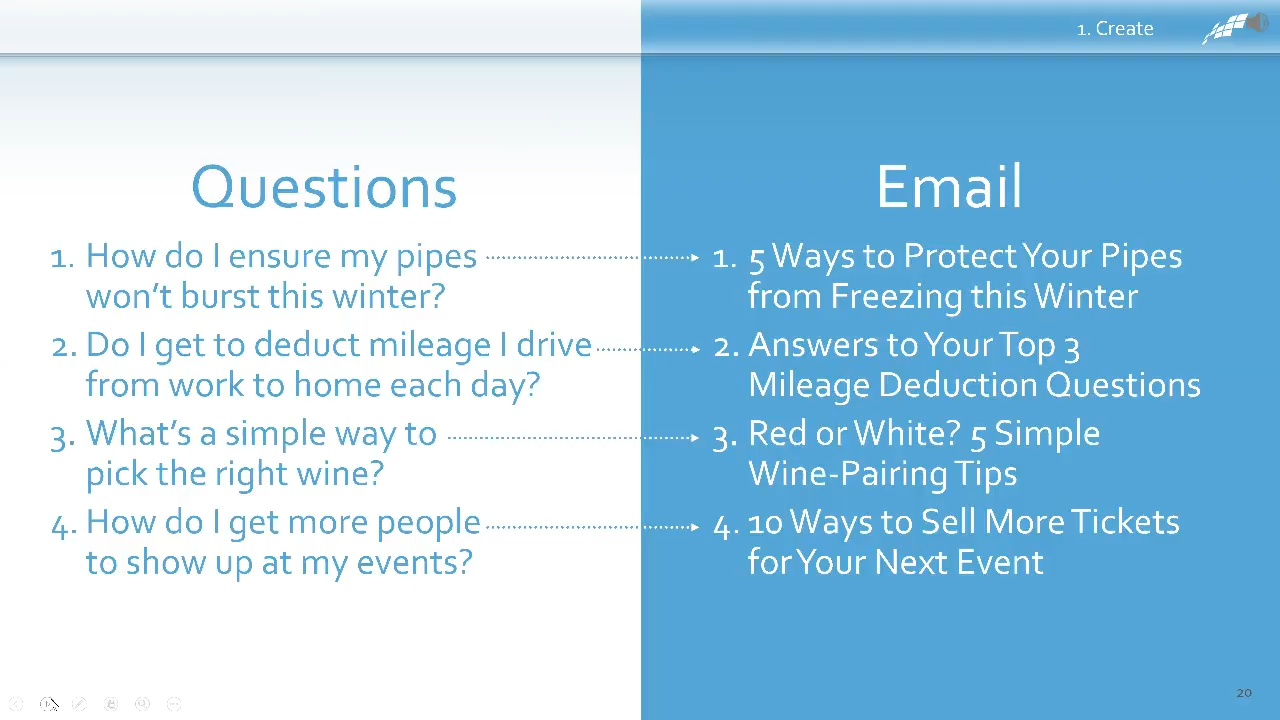 1. Create
Questions
1. How do I ensure my pipes
won't burst this winter?
2. Do I get to deduct mileage I drive
from work to home each day?
3. What's a simple way to
pick the right wine?
4. How do I get more people
to show up at my events?
Email
1. 5 Ways to Protect Your Pipes
from Freezing this Winter
2. Answers to Your Top 3
Mileage Deduction Questions
3. Red or White? 5 Simple
Wine-Pairing Tips
4. 10 Ways to Sell More Tickets
for Your Next Event
20